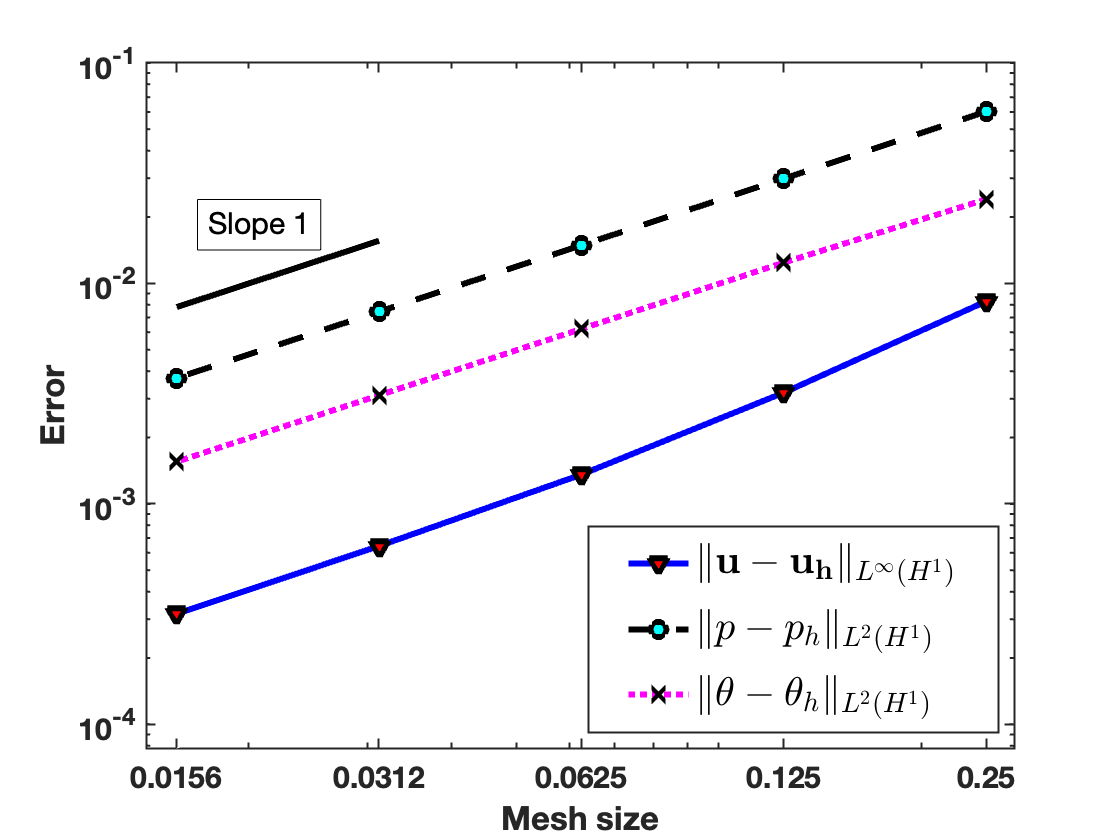 10⁻¹
10⁻²
10⁻³
10⁻⁴
Error
Slope 1
‖u − u_h‖_{L^∞(H^1)}
‖p − p_h‖_{L^2(H^1)}
‖θ − θ_h‖_{L^2(H^1)}
0.0156 0.0312 0.0625 0.125 0.25
Mesh size